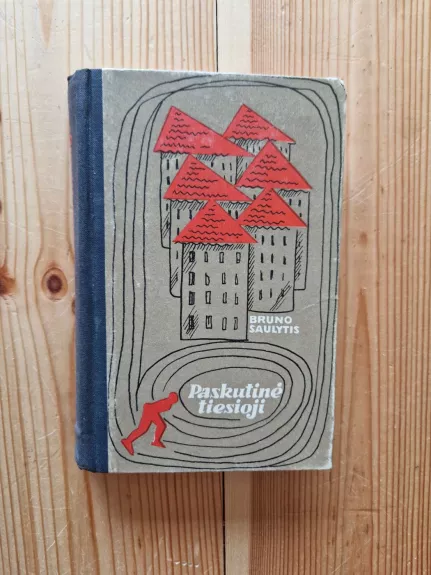 BRUNO
SAULYTIS
Paskutinė
tiesioji